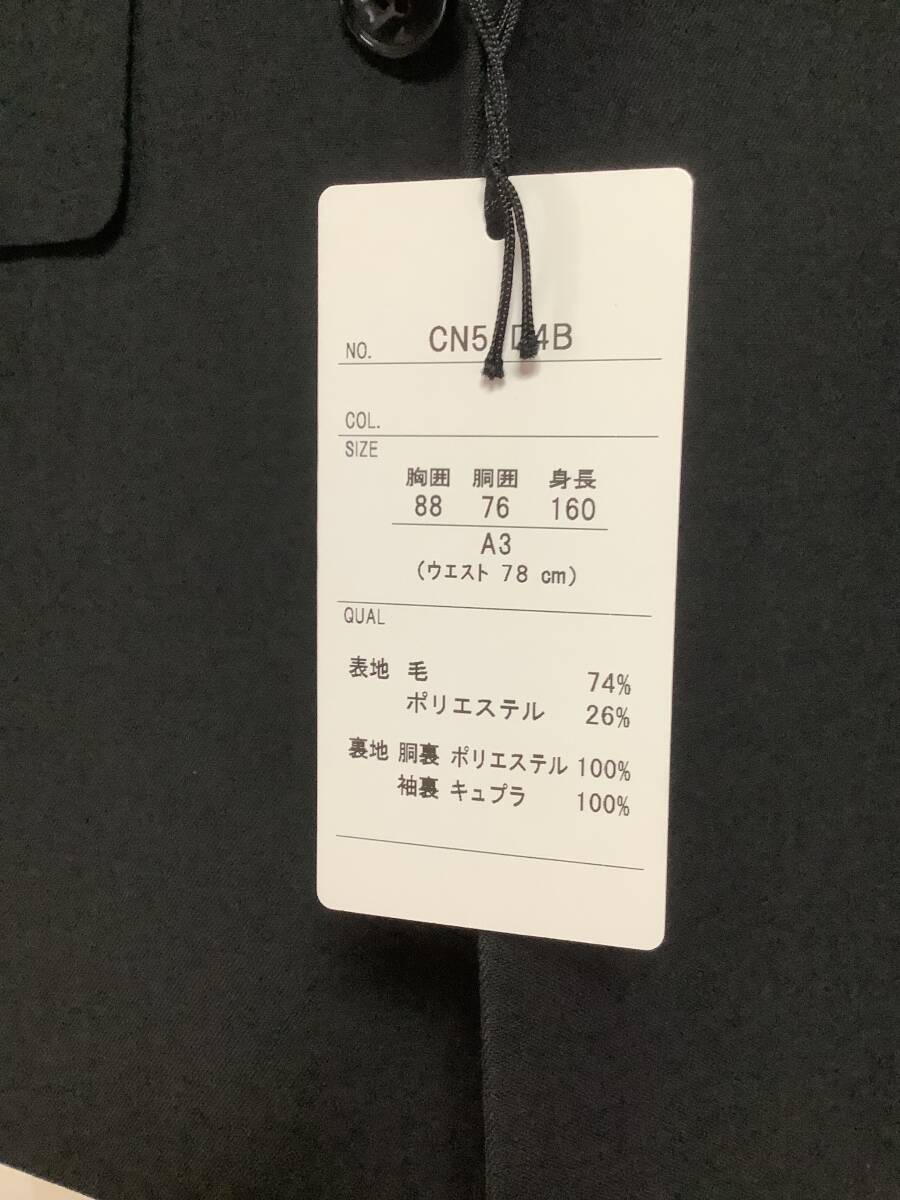 NO. CN5 D4B
COL.
SIZE
胸囲 胴囲 身長
88 76 160
A3
(ウエスト 78 cm)
QUAL
表地 毛 74%
ポリエステル 26%
裏地 胴裏 ポリエステル 100%
袖裏 キュプラ 100%